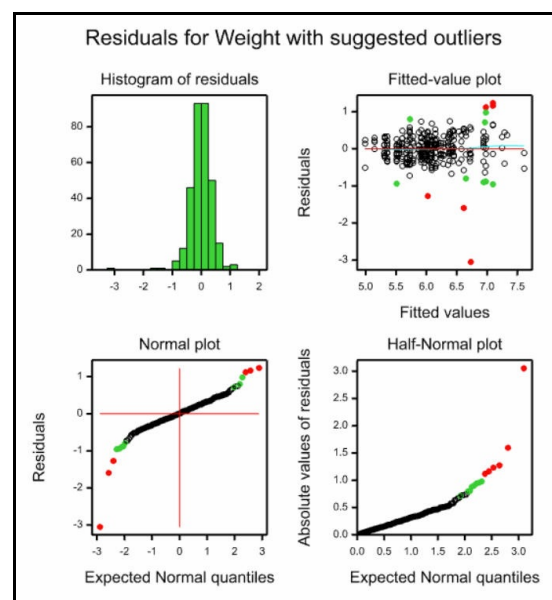 Residuals for Weight with suggested outliers
Histogram of residuals
80
60
40
20
0
-3 -2 -1 0 1 2
Fitted-value plot
Residuals
1
0
-1
-2
-3
5.0 5.5 6.0 6.5 7.0 7.5
Fitted values
Normal plot
Residuals
1
0
-1
-2
-3
-3 -2 -1 0 1 2 3
Expected Normal quantiles
Half-Normal plot
Absolute values of residuals
3.0
2.5
2.0
1.5
1.0
0.5
0.0
0.0 0.5 1.0 1.5 2.0 2.5 3.0
Expected Normal quantiles